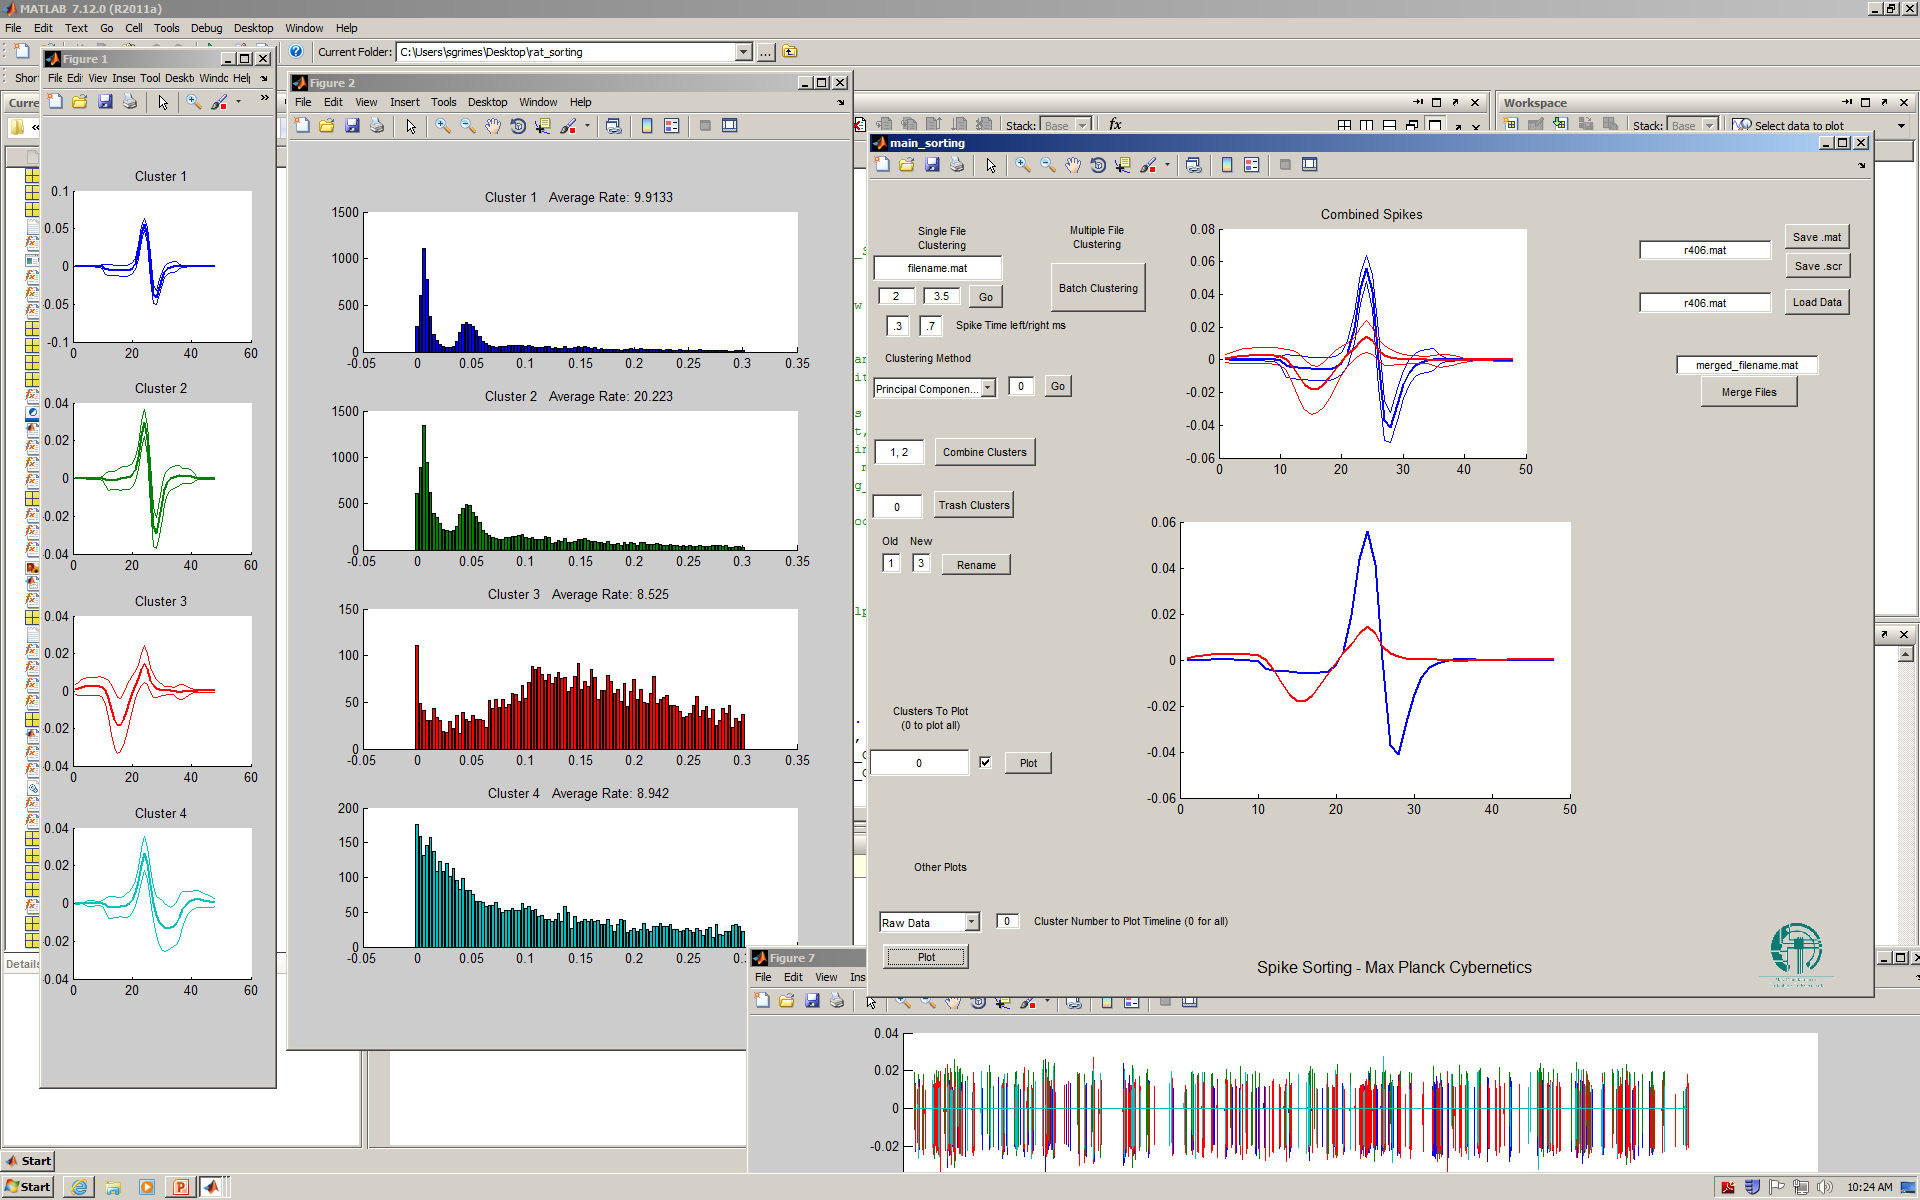 MATLAB 7.12.0 (R2011a)
File Edit Text Go Cell Tools Debug Desktop Window Help
Current Folder: C:\Users\sgrimes\Desktop\rat_sorting
Figure 1
File Edi View Inser Tool Deskt Windc Help
Cluster 1
0.1
0.05
0
-0.05
-0.1
0 20 40 60
Cluster 2
0.04
0.02
0
-0.02
-0.04
0 20 40 60
Cluster 3
0.04
0.02
0
-0.02
-0.04
0 20 40 60
Cluster 4
0.04
0.02
0
-0.02
-0.04
0 20 40 60
Details
Figure 2
File Edit View Insert Tools Desktop Window Help
Cluster 1 Average Rate: 9.9133
1500
1000
500
0
-0.05 0 0.05 0.1 0.15 0.2 0.25 0.3 0.35
Cluster 2 Average Rate: 20.223
1500
1000
500
0
-0.05 0 0.05 0.1 0.15 0.2 0.25 0.3 0.35
Cluster 3 Average Rate: 8.525
150
100
50
0
-0.05 0 0.05 0.1 0.15 0.2 0.25 0.3 0.35
Cluster 4 Average Rate: 8.942
200
150
100
50
0
-0.05 0 0.05 0.1 0.15 0.2 0.25
Stack: Base fx
Workspace
Stack: Base Select data to plot
main_sorting
Single File
Clustering
filename.mat
2 3.5 Go
.3 .7 Spike Time left/right ms
Multiple File
Clustering
Batch Clustering
Clustering Method
Principal Componen... 0 Go
1, 2 Combine Clusters
0 Trash Clusters
Old New
1 3 Rename
Clusters To Plot
(0 to plot all)
0 Plot
Other Plots
Raw Data 0 Cluster Number to Plot Timeline (0 for all)
Plot
Combined Spikes
0.08
0.06
0.04
0.02
0
-0.02
-0.04
-0.06
0 10 20 30 40 50
0.06
0.04
0.02
0
-0.02
-0.04
-0.06
0 10 20 30 40 50
r406.mat Save .mat
Save .scr
r406.mat Load Data
merged_filename.mat
Merge Files
Spike Sorting - Max Planck Cybernetics
Figure 7
File Edit View Ins
0.04
0.02
0
-0.02
Start
Start
10:24 AM